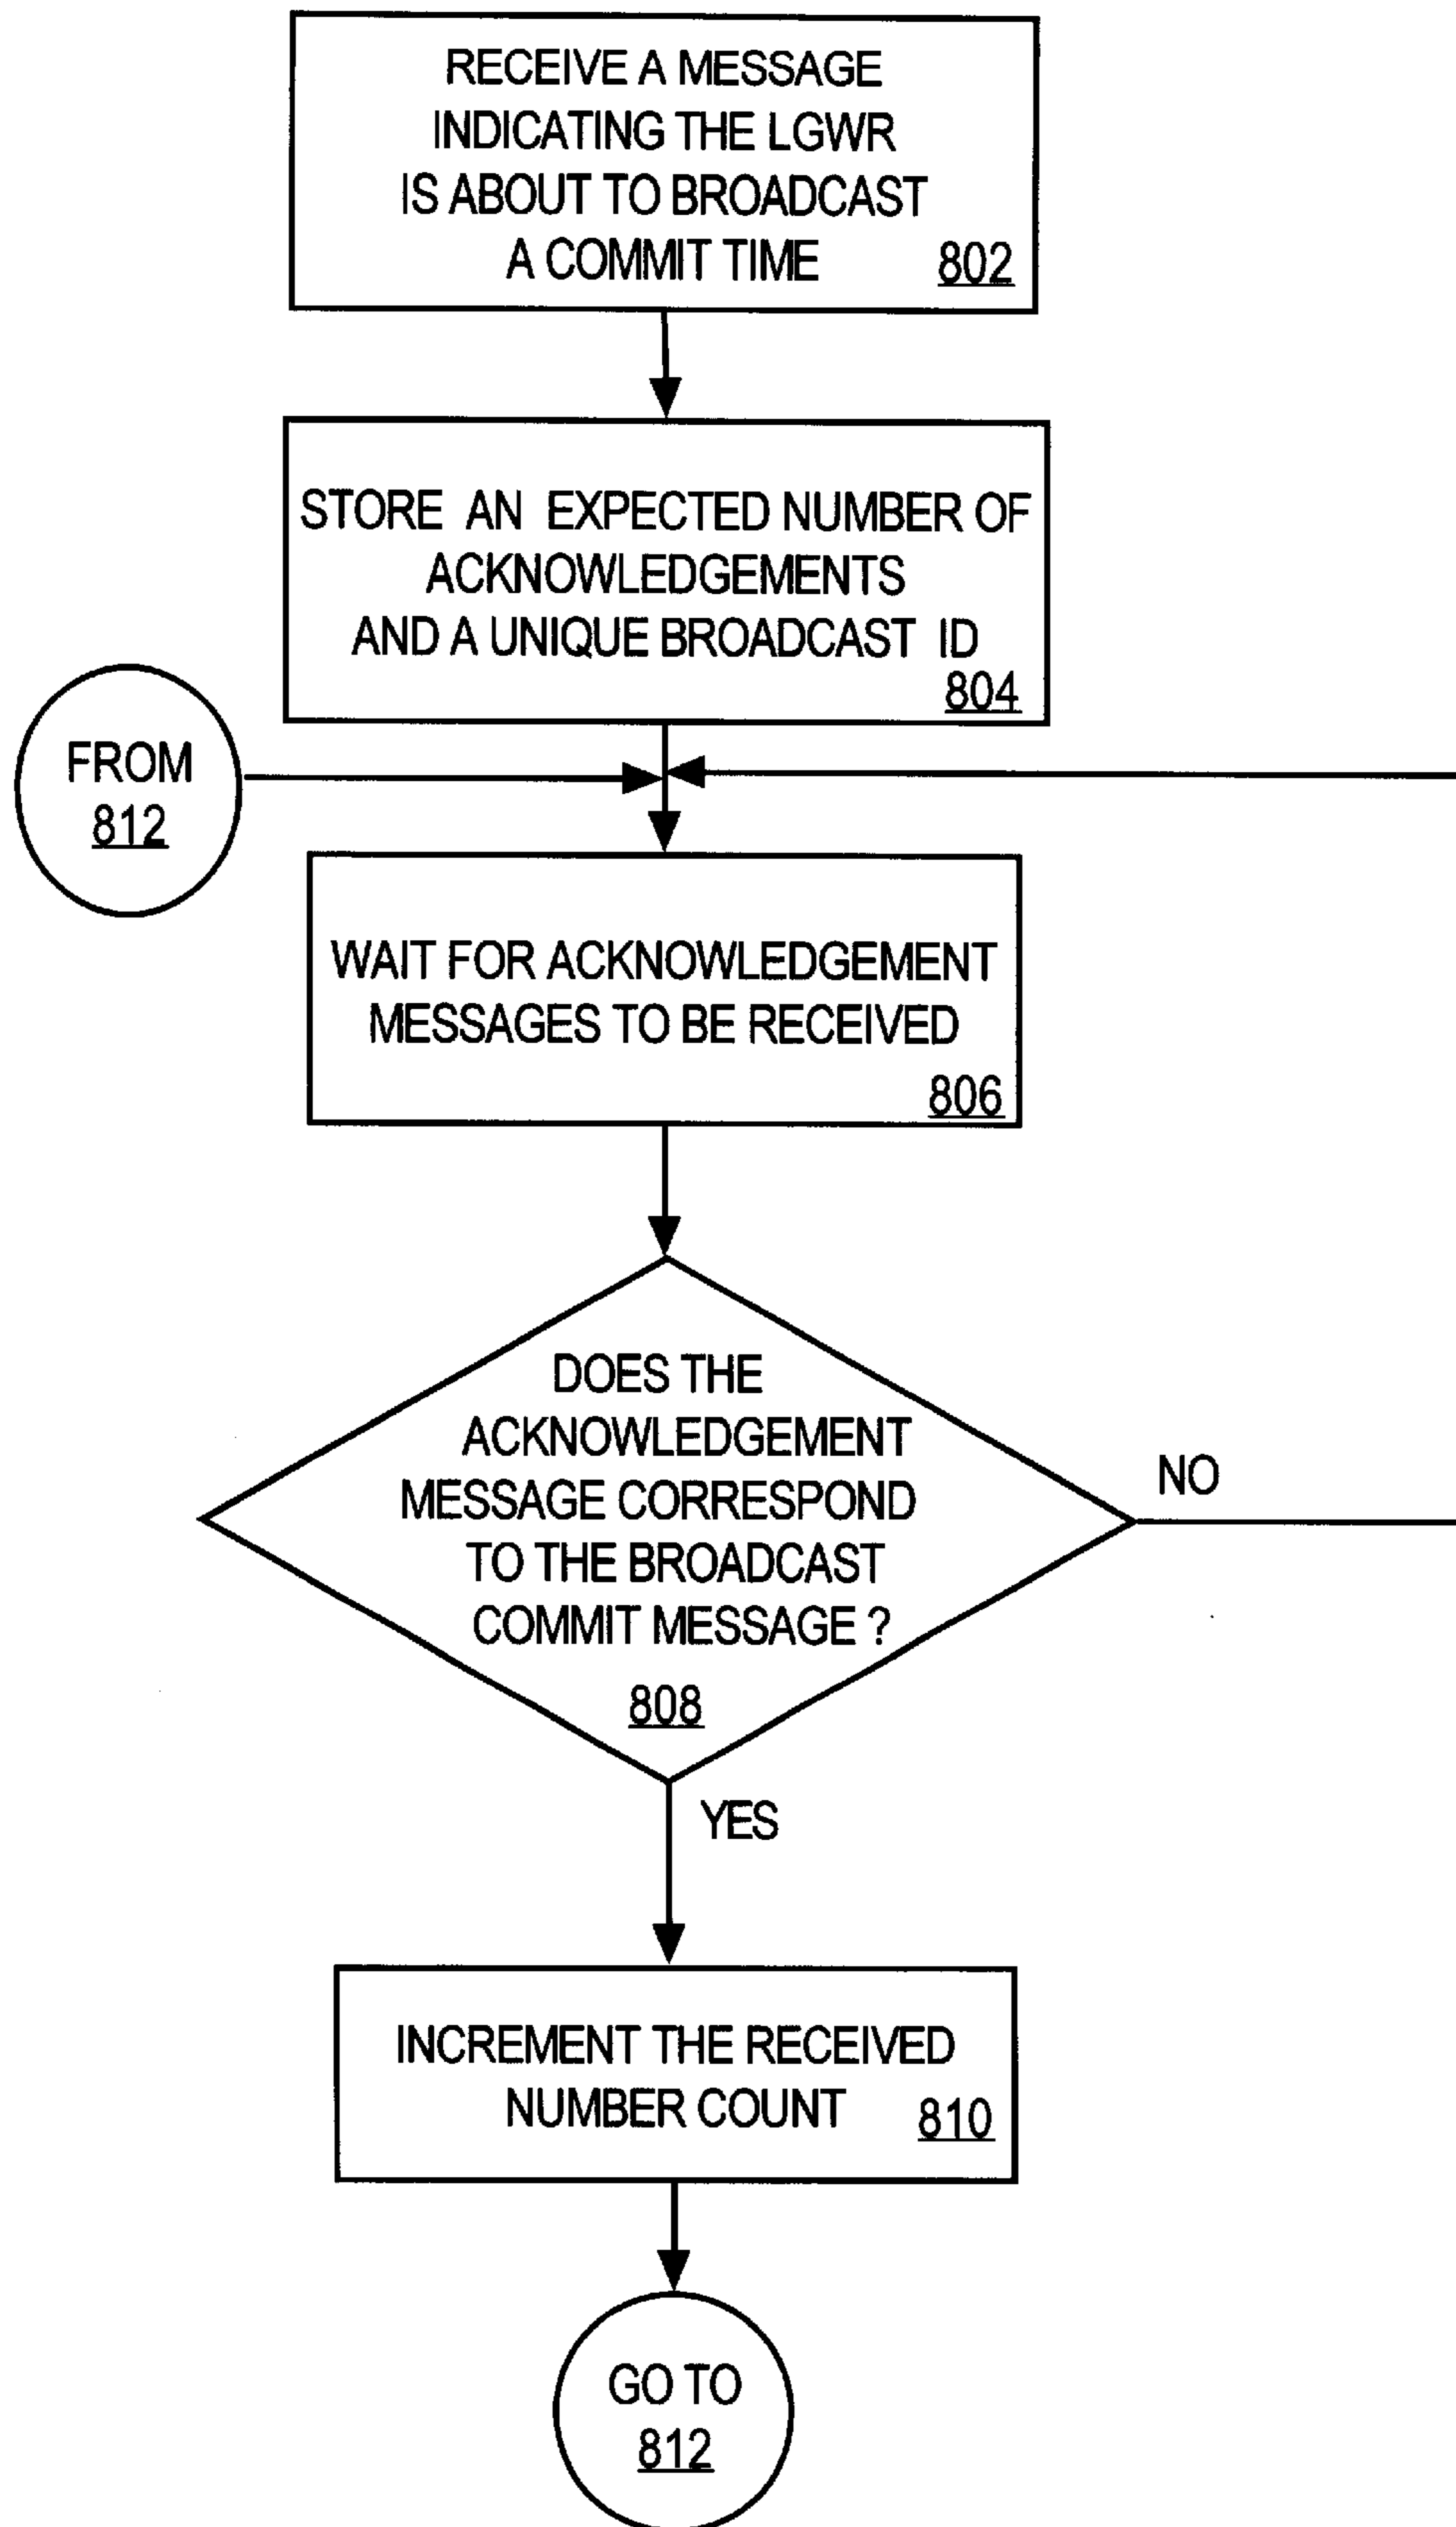 RECEIVE A MESSAGE
INDICATING THE LGWR
IS ABOUT TO BROADCAST
A COMMIT TIME
802
STORE AN EXPECTED NUMBER OF
ACKNOWLEDGEMENTS
AND A UNIQUE BROADCAST ID
804
FROM
812
WAIT FOR ACKNOWLEDGEMENT
MESSAGES TO BE RECEIVED
806
DOES THE
ACKNOWLEDGEMENT
MESSAGE CORRESPOND
TO THE BROADCAST
COMMIT MESSAGE ?
808
NO
YES
INCREMENT THE RECEIVED
NUMBER COUNT
810
GO TO
812